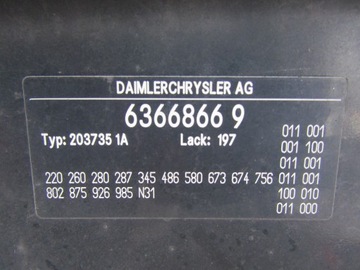 DAIMLERCHRYSLER AG
6366866 9
Typ: 203735 1A Lack: 197
011 001
001 100
011 001
011 001
100 010
011 000
220 260 280 287 345 486 580 673 674 756
802 875 926 985 N31